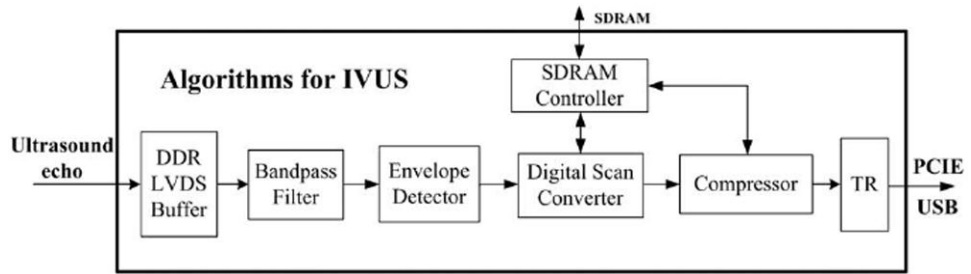 SDRAM
Algorithms for IVUS
SDRAM
Controller
Ultrasound
echo
DDR
LVDS
Buffer
Bandpass
Filter
Envelope
Detector
Digital Scan
Converter
Compressor
TR
PCIE
USB